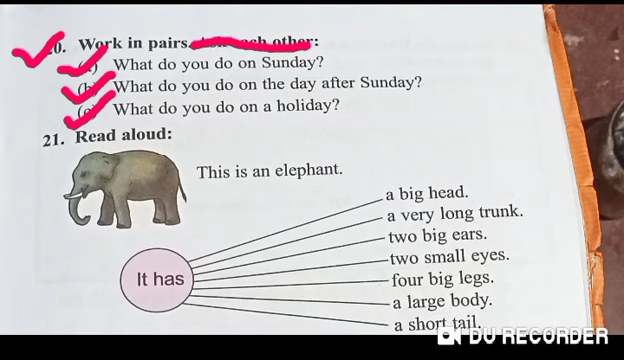 20. Work in pairs. each other:
(a) What do you do on Sunday?
(b) What do you do on the day after Sunday?
(c) What do you do on a holiday?
21. Read aloud:
This is an elephant.
It has
a big head.
a very long trunk.
two big ears.
two small eyes.
four big legs.
a large body.
a short tail.
DU RECORDER